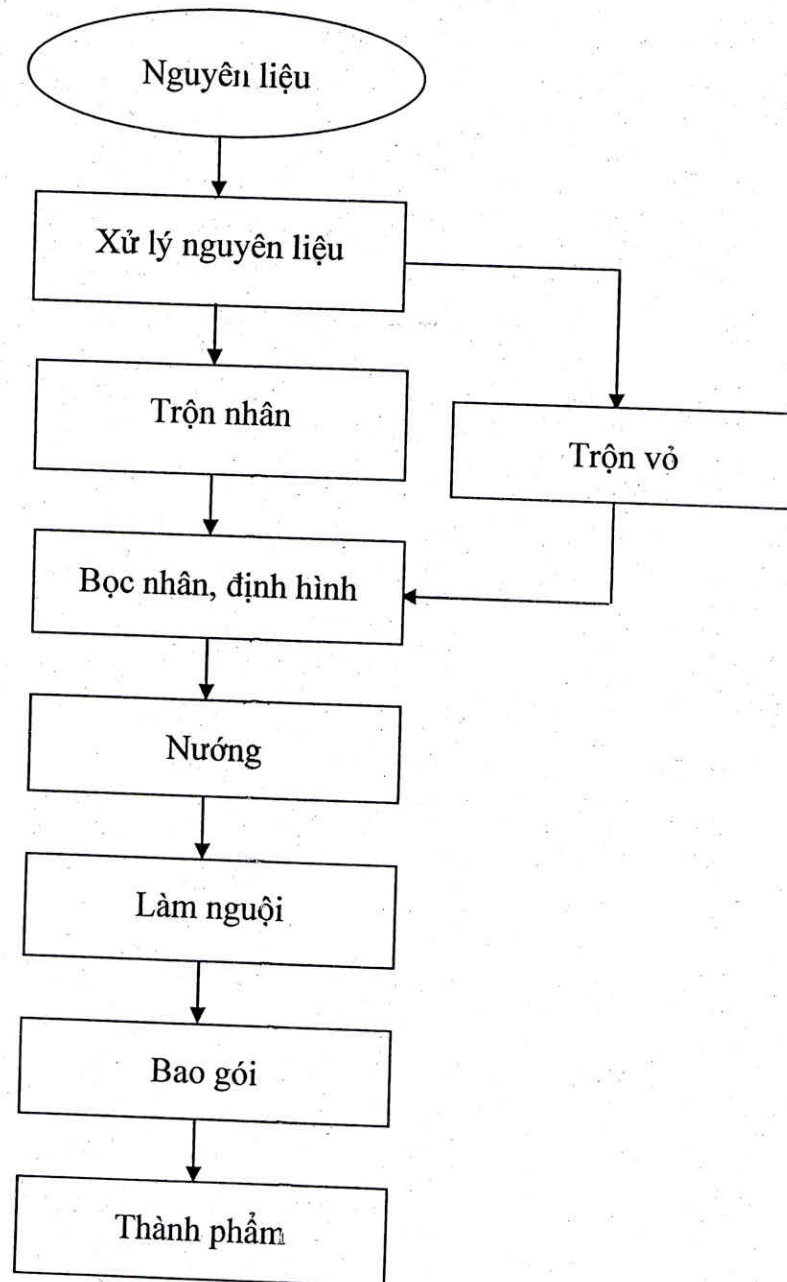 Nguyên liệu
Xử lý nguyên liệu
Trộn nhân
Trộn vỏ
Bọc nhân, định hình
Nướng
Làm nguội
Bao gói
Thành phẩm